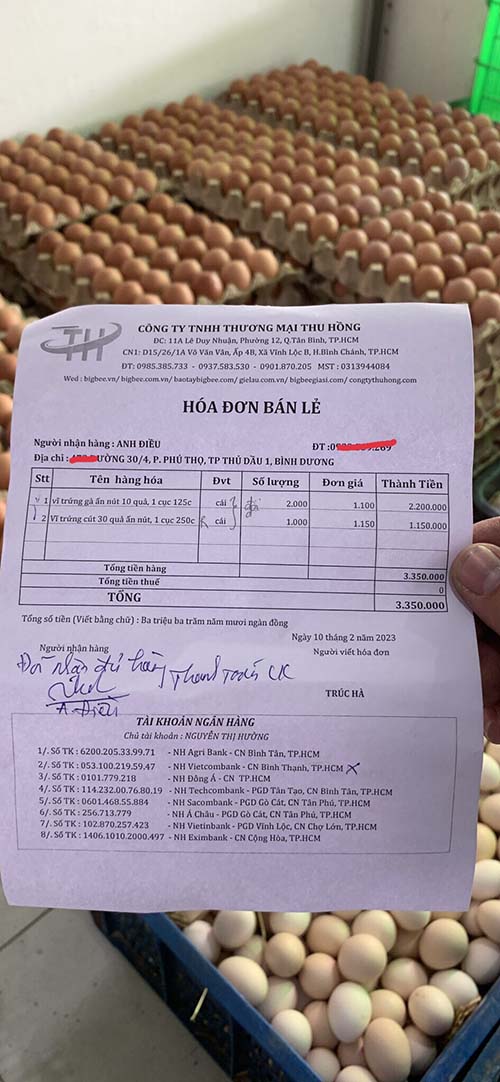 TH
CÔNG TY TNHH THƯƠNG MẠI THU HỒNG
ĐC: 11A Lê Duy Nhuận, Phường 12, Q.Tân Bình, TP.HCM
CN1: D15/26/1A Võ Văn Vân, Ấp 4B, Xã Vĩnh Lộc B, H.Bình Chánh, TP.HCM
ĐT: 0985.385.733 - 0937.583.530 - 0901.870.205 MST : 0313944084
Wed : bigbee.vn/ bigbee.com.vn/ baotaybigbee.com/ gielau.com.vn/ bigbeegiasi.com/ congtythuhong.com
HÓA ĐƠN BÁN LẺ
Người nhận hàng : ANH ĐIỀU ĐT :0
Địa chỉ : ĐƯỜNG 30/4, P. PHÚ THỌ, TP THỦ DẦU 1, BÌNH DƯƠNG
Stt Tên hàng hóa Đvt Số lượng Đơn giá Thành Tiền
1 Vĩ trứng gà ấn nút 10 quả, 1 cục 125c cái 2.000 1.100 2.200.000
2 Vĩ trứng cút 30 quả ấn nút, 1 cục 250c cái 1.000 1.150 1.150.000
Tổng tiền hàng 3.350.000
Tổng tiền thuế 0
TỔNG 3.350.000
Tổng số tiền (Viết bằng chữ) : Ba triệu ba trăm năm mươi ngàn đồng
Ngày 10 tháng 2 năm 2023
Người nhận hàng Người viết hóa đơn
Đã nhận đủ hàng Thanh Toán CK
A. Điều
TRÚC HÀ
TÀI KHOẢN NGÂN HÀNG
Chủ tài khoản : NGUYỄN THỊ HƯỜNG
1/. Số TK : 6200.205.33.99.71 - NH Agri Bank - CN Bình Tân, TP.HCM
2/. Số TK : 053.100.219.59.47 - NH Vietcombank - CN Bình Thạnh, TP.HCM X
3/. Số TK : 0101.779.218 - NH Đông Á - CN TP.HCM
4/. Số TK : 114.232.00.76.80.19 - NH Techcombank - PGD Tân Tạo, CN Bình Tân, TP.HCM
5/. Số TK : 0601.468.55.884 - NH Sacombank - PGD Gò Cát, CN Tân Phú, TP.HCM
6/. Số TK : 256.713.779 - NH Á Châu - PGD Gò Cát, CN Tân Phú, TP.HCM
7/. Số TK : 102.870.257.423 - NH Vietinbank - PGD Vĩnh Lộc, CN Chợ Lớn, TP.HCM
8/. Số TK : 1406.1010.2000.497 - NH Eximbank - CN Cộng Hòa, TP.HCM